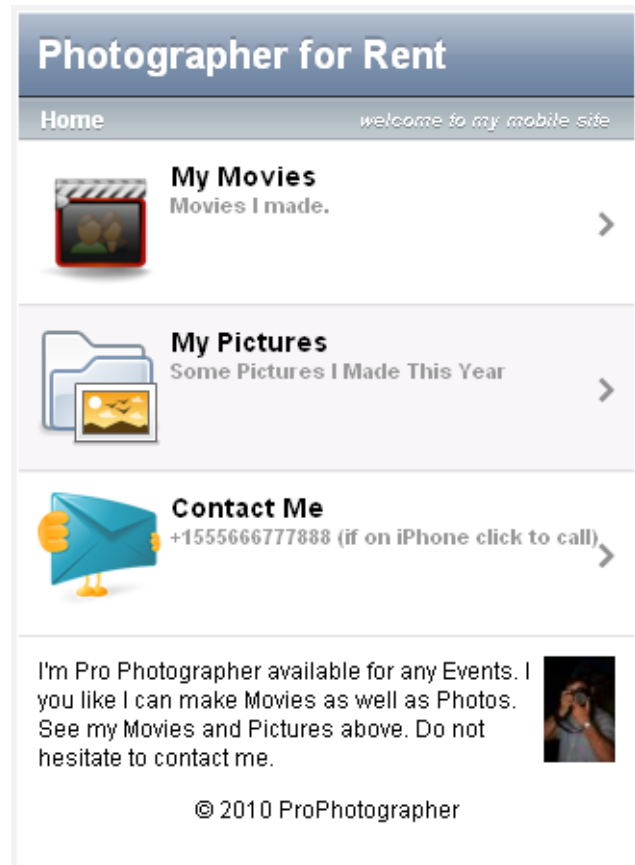 Photographer for Rent
Home welcome to my mobile site
My Movies
Movies I made.
My Pictures
Some Pictures I Made This Year
Contact Me
+1555666777888 (if on iPhone click to call)
I'm Pro Photographer available for any Events. I
you like I can make Movies as well as Photos.
See my Movies and Pictures above. Do not
hesitate to contact me.
© 2010 ProPhotographer